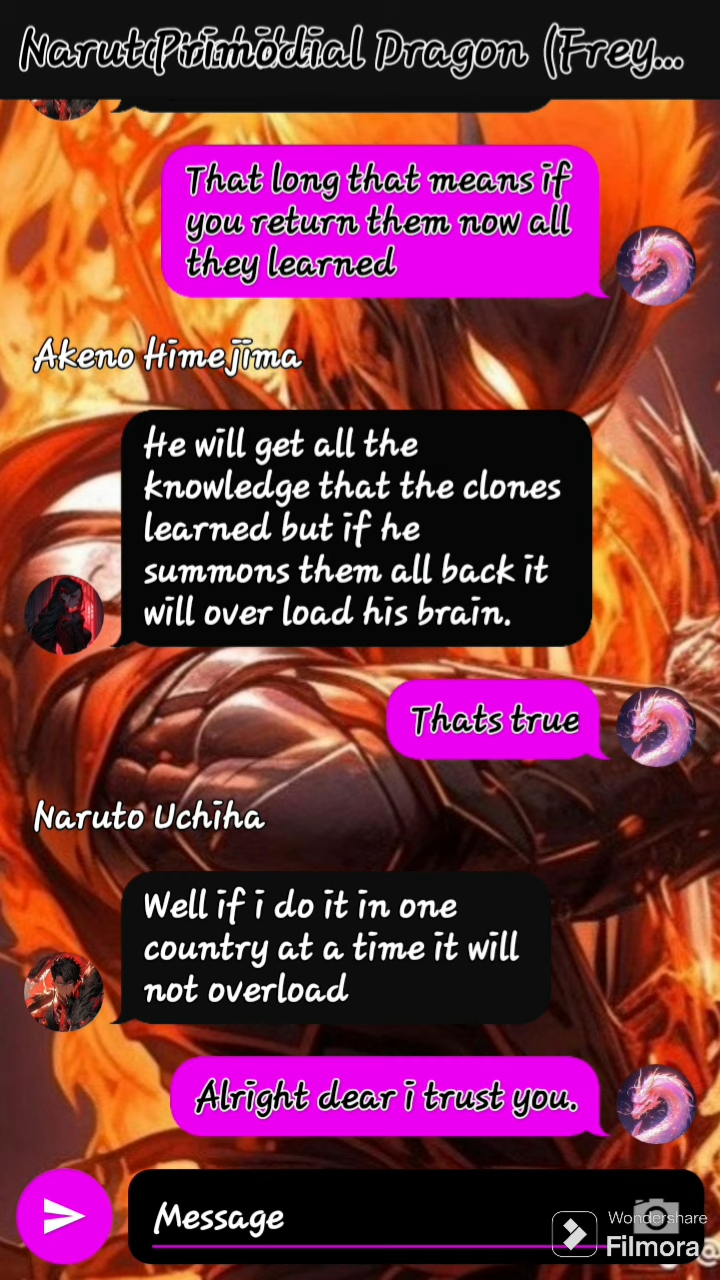 Primodial Dragon (Frey...
That long that means if
you return them now all
they learned
Akeno Himejima
He will get all the
knowledge that the clones
learned but if he
summons them all back it
will over load his brain.
Thats true
Naruto Uchiha
Well if i do it in one
country at a time it will
not overload
Alright dear i trust you.
Message
Wondershare
Filmora